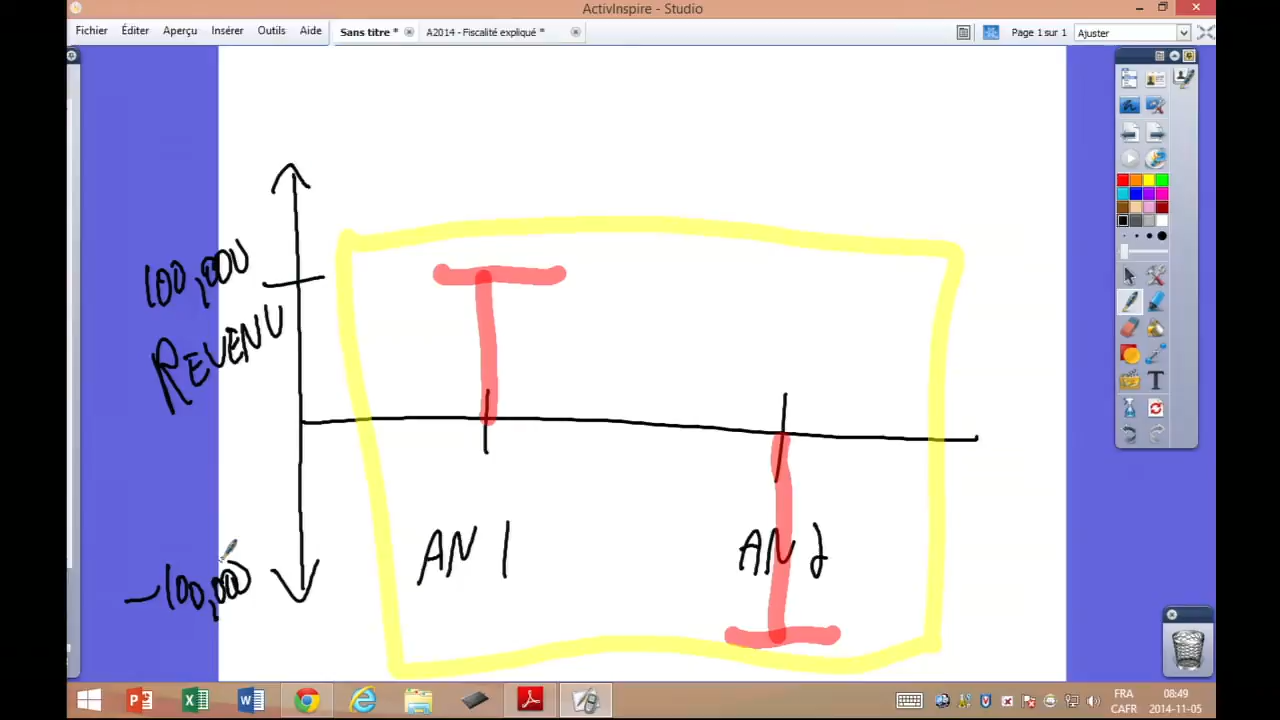 ActivInspire - Studio
Fichier Éditer Aperçu Insérer Outils Aide Sans titre * A2014 - Fiscalité expliqué * Page 1 sur 1 Ajuster
100,000
REVENU
AN 1 AN 2
-100,000
FRA 08:49
CAFR 2014-11-05